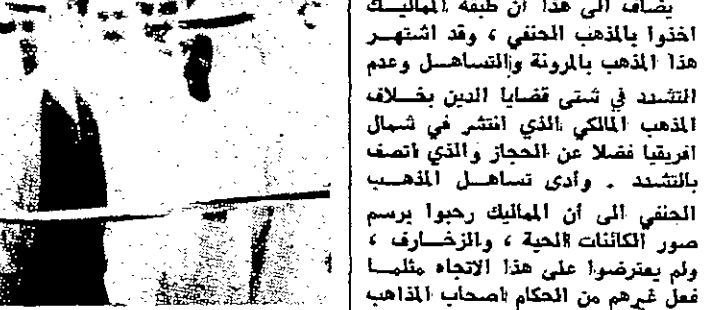 يضاف الى هذا ان طبقة المماليك
اخذوا بالمذهب الحنفي ، وقد اشتهر
هذا المذهب بالمرونة والتساهل وعدم
التشدد في شتى قضايا الدين بخلاف
المذهب المالكي الذي انتشر في شمال
افريقيا فضلا عن الحجاز والذي اتصف
بالتشدد . وأدى تساهل المذهب
الحنفي الى أن المماليك رحبوا برسم
صور الكائنات الحية ، والزخارف ،
ولم يعترضوا على هذا الاتجاه مثلما
فعل غيرهم من الحكام اصحاب المذاهب